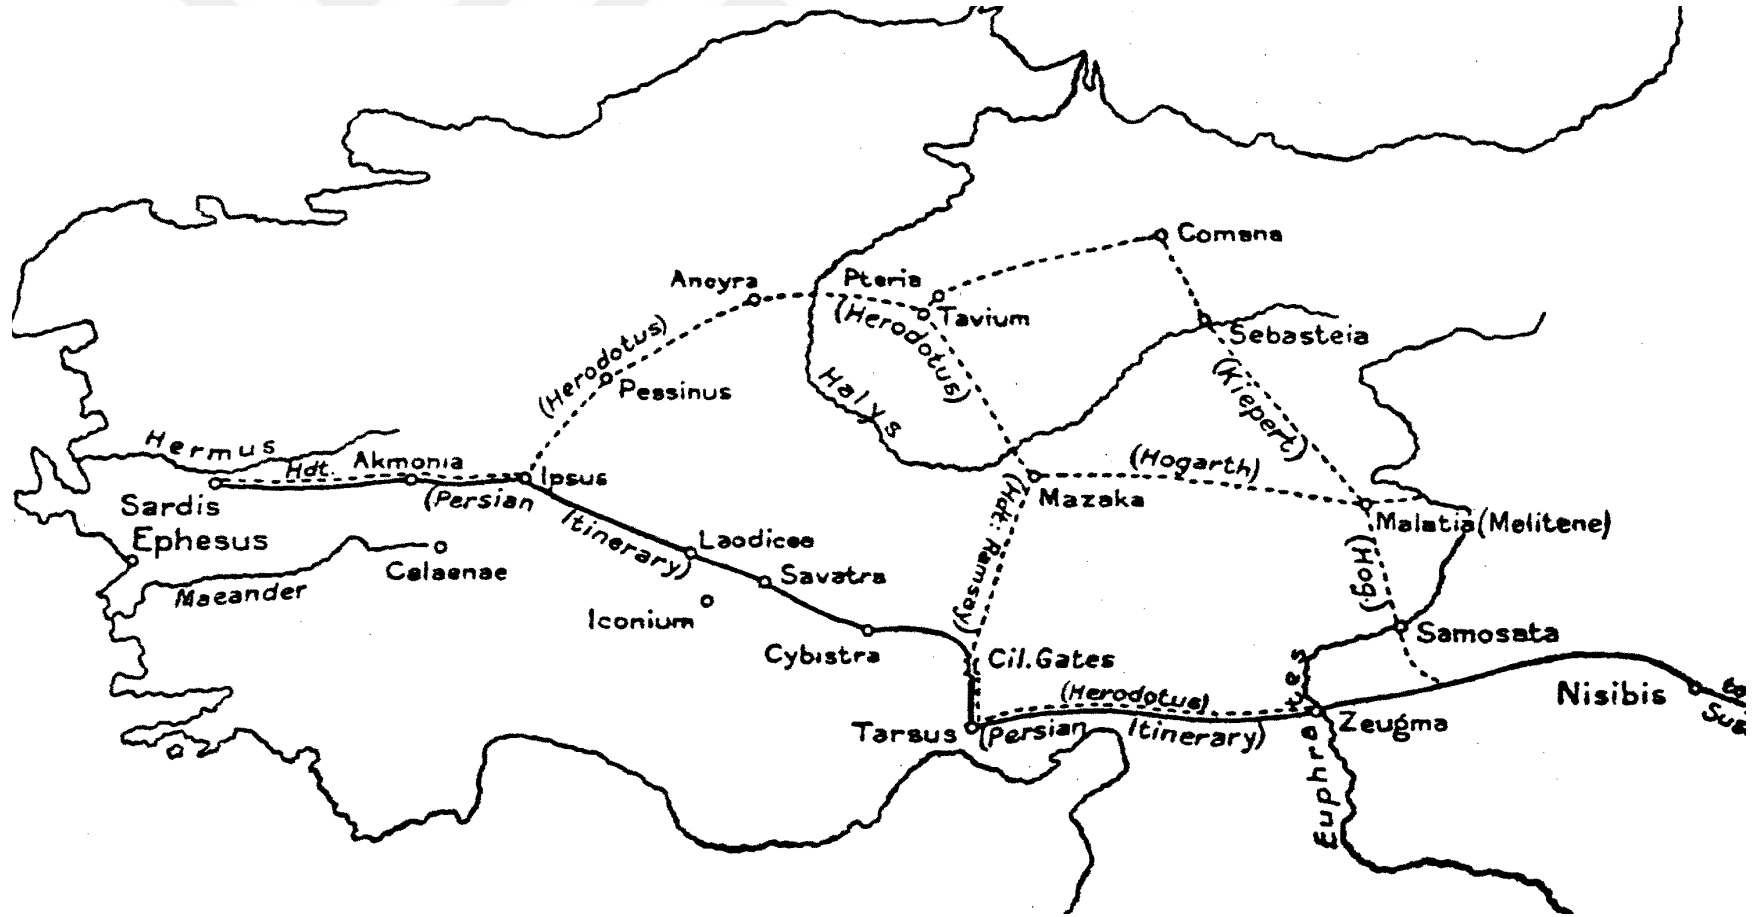 Comana
Ancyra
Pteria
(Herodotus)
Tavium
(Herodotus)
Sebasteia
Pessinus
Halys
(Kiepert)
Hermus
Hdt.
Akmonia
Ipsus
(Hogarth)
Sardis
(Persian
Itinerary)
Mazaka
(Hdt: Ramsay)
Malatia (Melitene)
Ephesus
Laodicea
Celaenae
Maeander
Savatra
(Hog.)
Iconium
Samosata
Cybistra
Cil. Gates
(Herodotus)
Nisibis
to
Tarsus
(Persian
Itinerary)
Zeugma
Euphrates